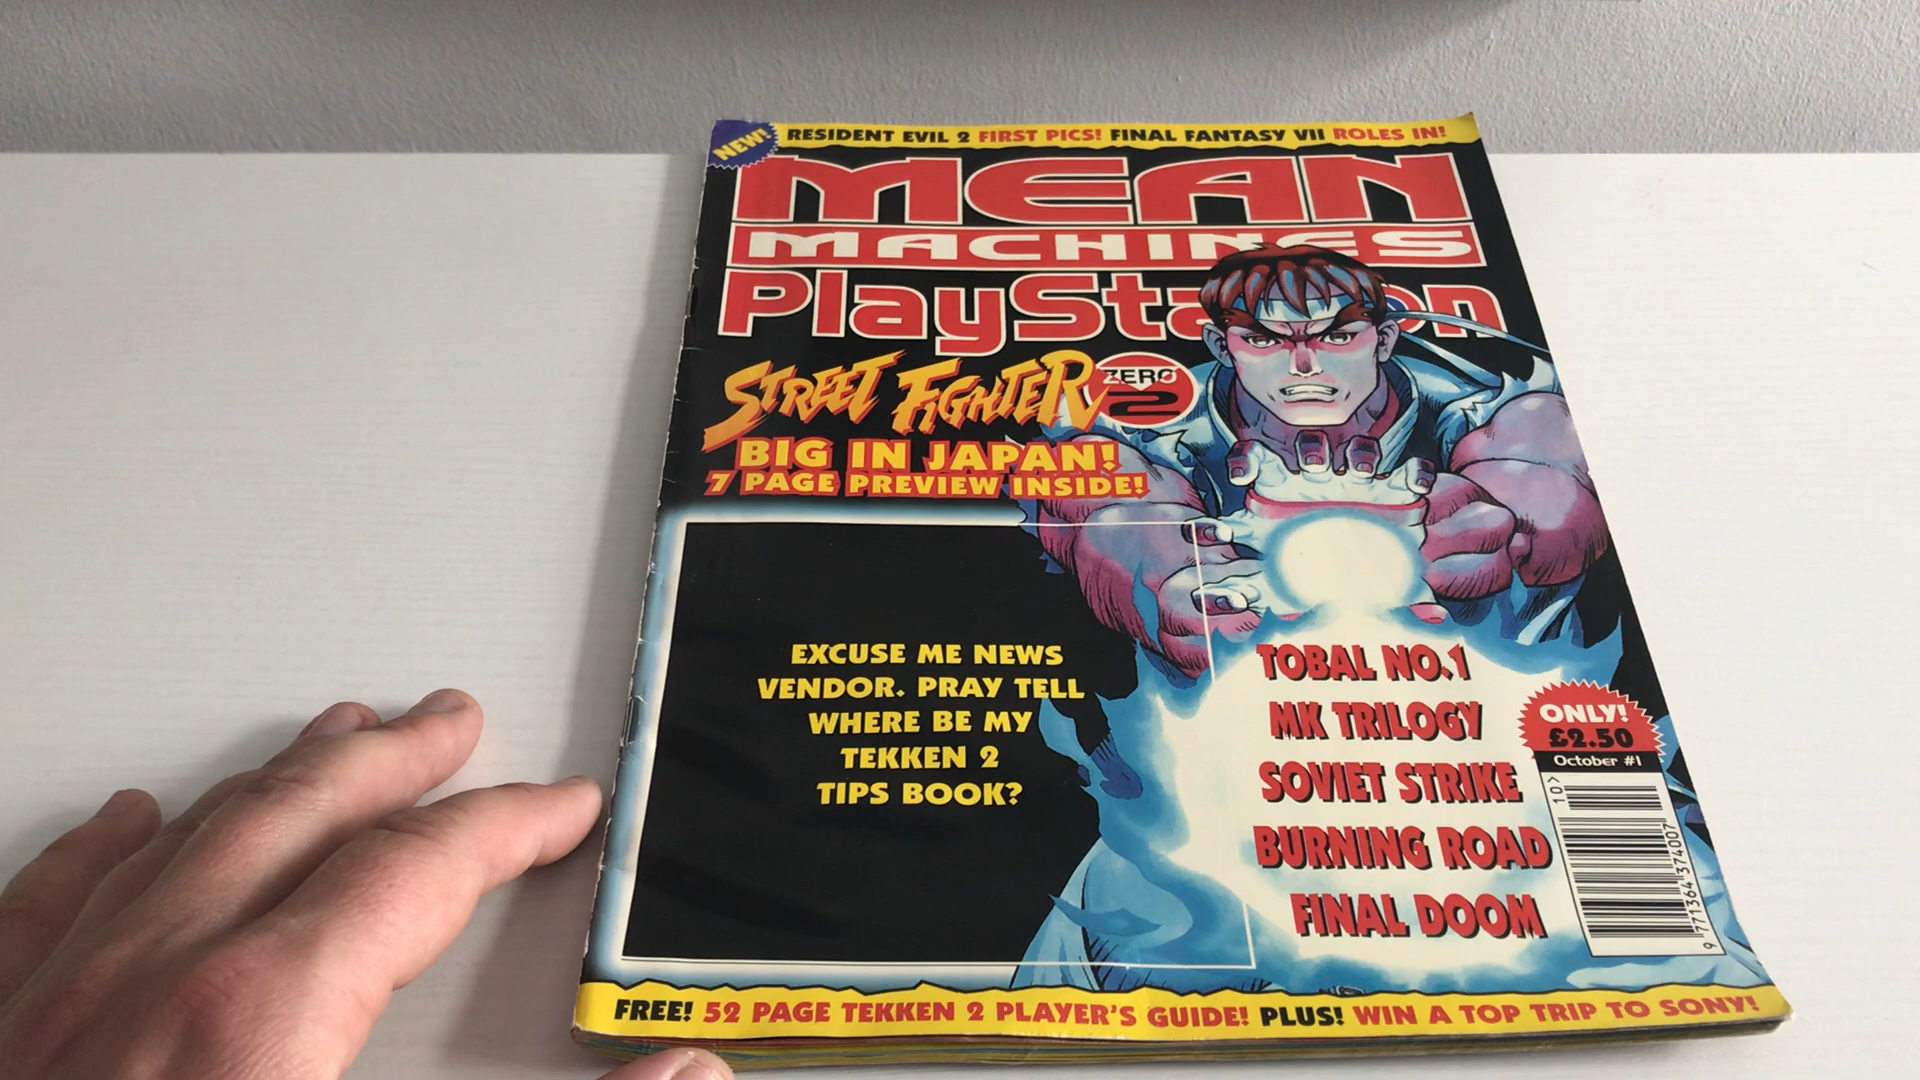 NEW!
RESIDENT EVIL 2 FIRST PICS! FINAL FANTASY VII ROLES IN!
MEAN
MACHINES
PlayStation
STREET FIGHTER ZERO 2
BIG IN JAPAN!
7 PAGE PREVIEW INSIDE!
EXCUSE ME NEWS
VENDOR. PRAY TELL
WHERE BE MY
TEKKEN 2
TIPS BOOK?
TOBAL NO.1
MK TRILOGY
SOVIET STRIKE
BURNING ROAD
FINAL DOOM
ONLY!
£2.50
October #1
10>
9 771364 374007
FREE! 52 PAGE TEKKEN 2 PLAYER'S GUIDE! PLUS! WIN A TOP TRIP TO SONY!